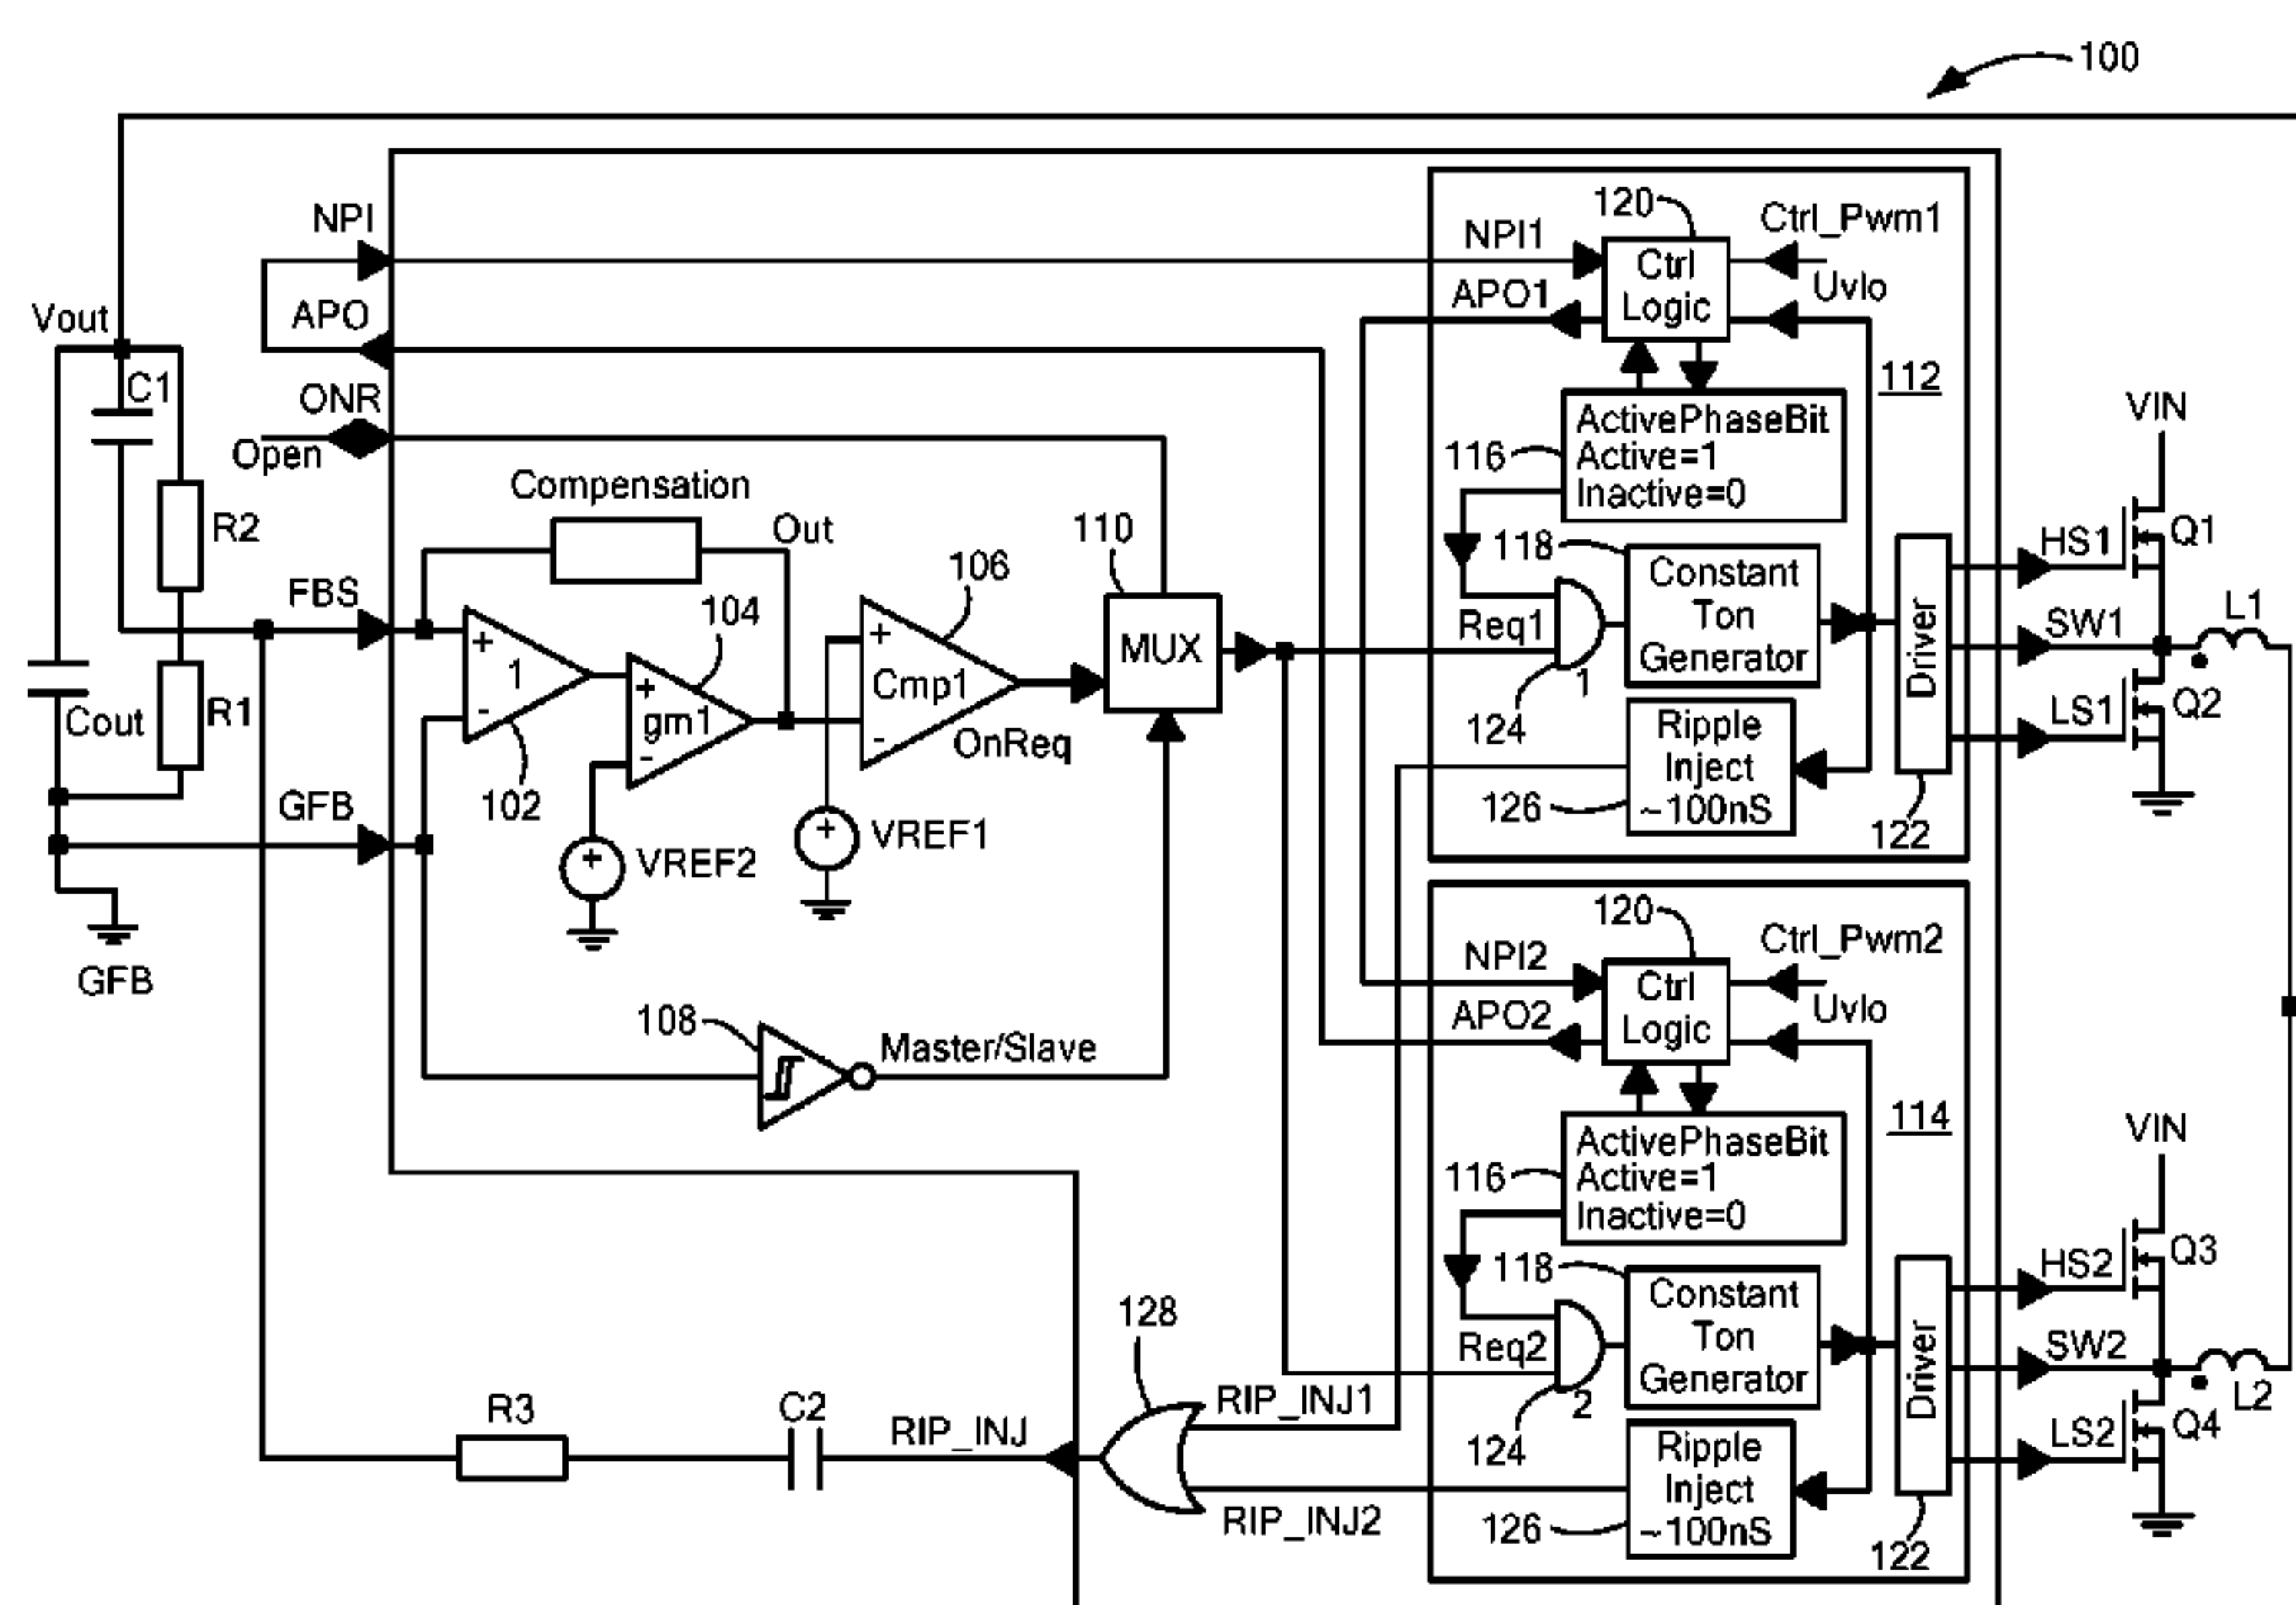 100
NPI
APO
Vout
C1
ONR
Open
R2
FBS
Compensation
Out
110
106
104
+
1
-
102
+
gm1
-
+
Cmp1
-
OnReq
MUX
Cout
R1
GFB
+
VREF2
+
VREF1
GFB
108
Master/Slave
120
Ctrl_Pwm1
NPI1
Ctrl
Logic
APO1
Uvlo
112
ActivePhaseBit
Active=1
Inactive=0
116
118
Constant
Ton
Generator
Req1
1
124
Ripple
Inject
~100nS
126
Driver
122
VIN
HS1
Q1
SW1
L1
LS1
Q2
120
Ctrl_Pwm2
NPI2
Ctrl
Logic
APO2
Uvlo
114
ActivePhaseBit
Active=1
Inactive=0
116
118
Constant
Ton
Generator
Req2
2
124
Ripple
Inject
~100nS
126
Driver
122
VIN
HS2
Q3
SW2
L2
LS2
Q4
128
RIP_INJ1
RIP_INJ2
RIP_INJ
C2
R3